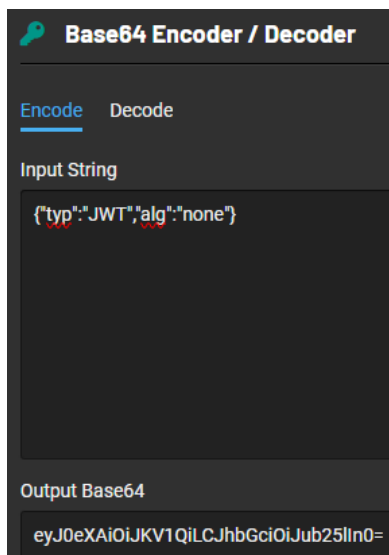 Base64 Encoder / Decoder
Encode Decode
Input String
{"typ":"JWT","alg":"none"}
Output Base64
eyJ0eXAiOiJKV1QiLCJhbGciOiJub25lIn0=